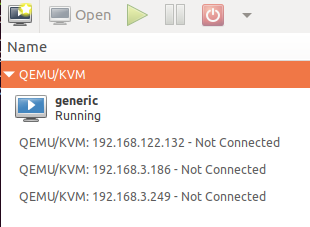 Open
Name
QEMU/KVM
generic
Running
QEMU/KVM: 192.168.122.132 - Not Connected
QEMU/KVM: 192.168.3.186 - Not Connected
QEMU/KVM: 192.168.3.249 - Not Connected